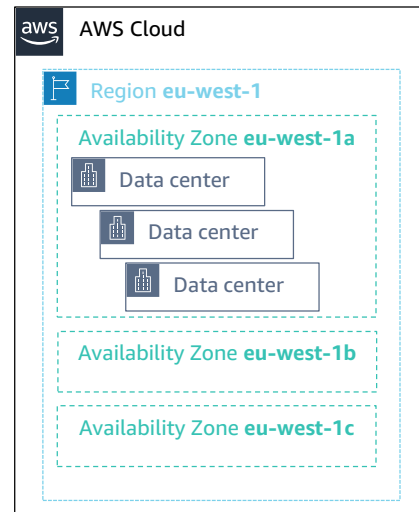 aws
AWS Cloud
Region eu-west-1
Availability Zone eu-west-1a
Data center
Data center
Data center
Availability Zone eu-west-1b
Availability Zone eu-west-1c